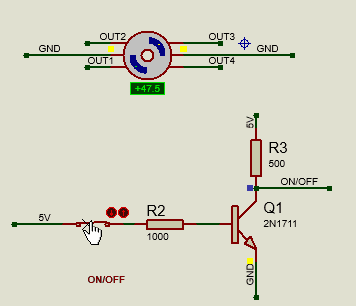 OUT2
OUT3
GND
GND
OUT1
OUT4
+47.5
5V
R3
500
ON/OFF
5V
R2
1000
Q1
2N1711
GND
ON/OFF